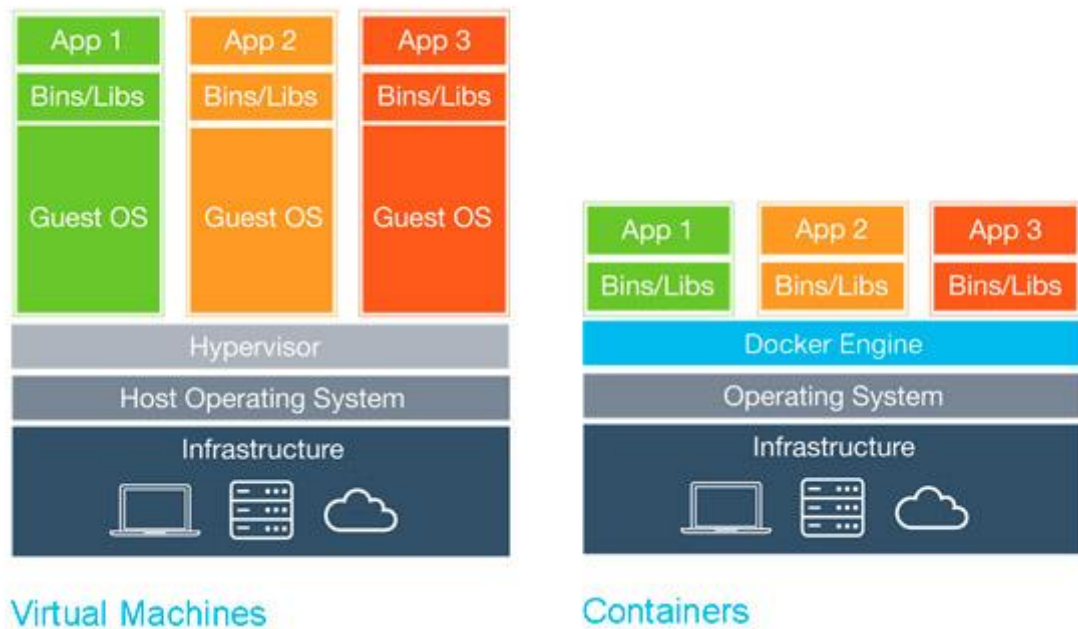 App 1
App 2
App 3
Bins/Libs
Bins/Libs
Bins/Libs
Guest OS
Guest OS
Guest OS
Hypervisor
Host Operating System
Infrastructure
Virtual Machines
App 1
App 2
App 3
Bins/Libs
Bins/Libs
Bins/Libs
Docker Engine
Operating System
Infrastructure
Containers